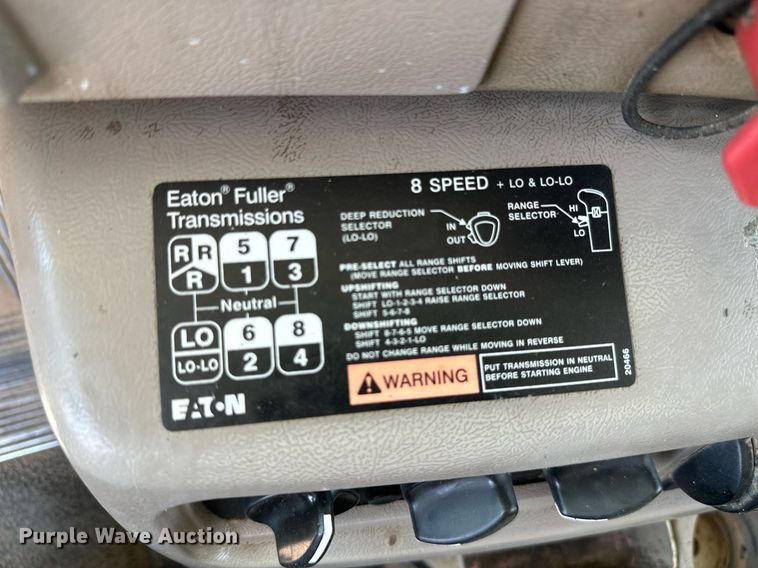 Eaton® Fuller®
Transmissions
8 SPEED + LO & LO-LO
DEEP REDUCTION
SELECTOR
(LO-LO)
IN
OUT
RANGE
SELECTOR
HI
LO
R R 5 7
R 1 3
Neutral
LO 6 8
LO-LO 2 4
PRE-SELECT ALL RANGE SHIFTS
(MOVE RANGE SELECTOR BEFORE MOVING SHIFT LEVER)
UPSHIFTING
START WITH RANGE SELECTOR DOWN
SHIFT LO-1-2-3-4 RAISE RANGE SELECTOR
SHIFT 5-6-7-8
DOWNSHIFTING
SHIFT 8-7-6-5 MOVE RANGE SELECTOR DOWN
SHIFT 4-3-2-1-LO
DO NOT CHANGE RANGE WHILE MOVING IN REVERSE
WARNING
PUT TRANSMISSION IN NEUTRAL
BEFORE STARTING ENGINE
20466
EATON
Purple Wave Auction